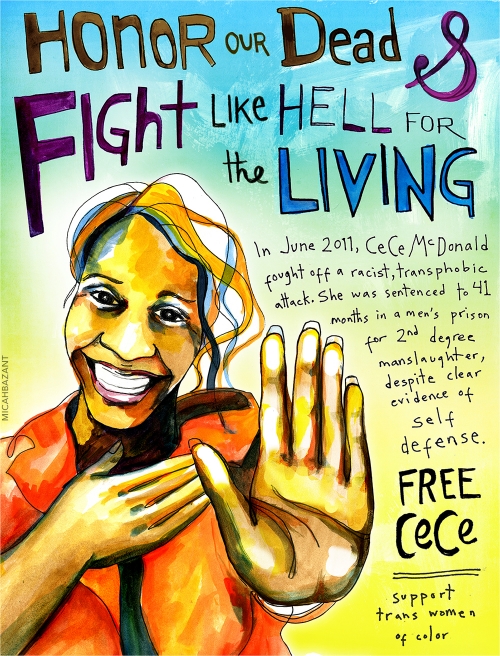 HONOR OUR Dead &
FIGHt LIKE HELL FOR
the LIVING
In June 2011, CeCe McDonald
fought off a racist, transphobic
attack. She was sentenced to 41
months in a men's prison
for 2nd degree
manslaughter,
despite clear
evidence of
self
defense.
FREE
CeCe
support
trans women
of color
MICAHBAZANT